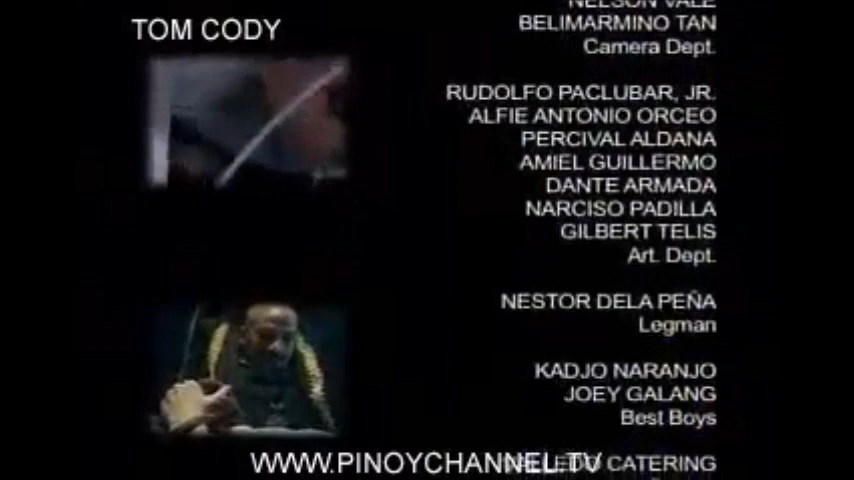 TOM CODY
NELSON VALE
BELIMARMINO TAN
Camera Dept.
RUDOLFO PACLUBAR, JR.
ALFIE ANTONIO ORCEO
PERCIVAL ALDANA
AMIEL GUILLERMO
DANTE ARMADA
NARCISO PADILLA
GILBERT TELIS
Art. Dept.
NESTOR DELA PEÑA
Legman
KADJO NARANJO
JOEY GALANG
Best Boys
CATERING
WWW.PINOYCHANNEL.TV